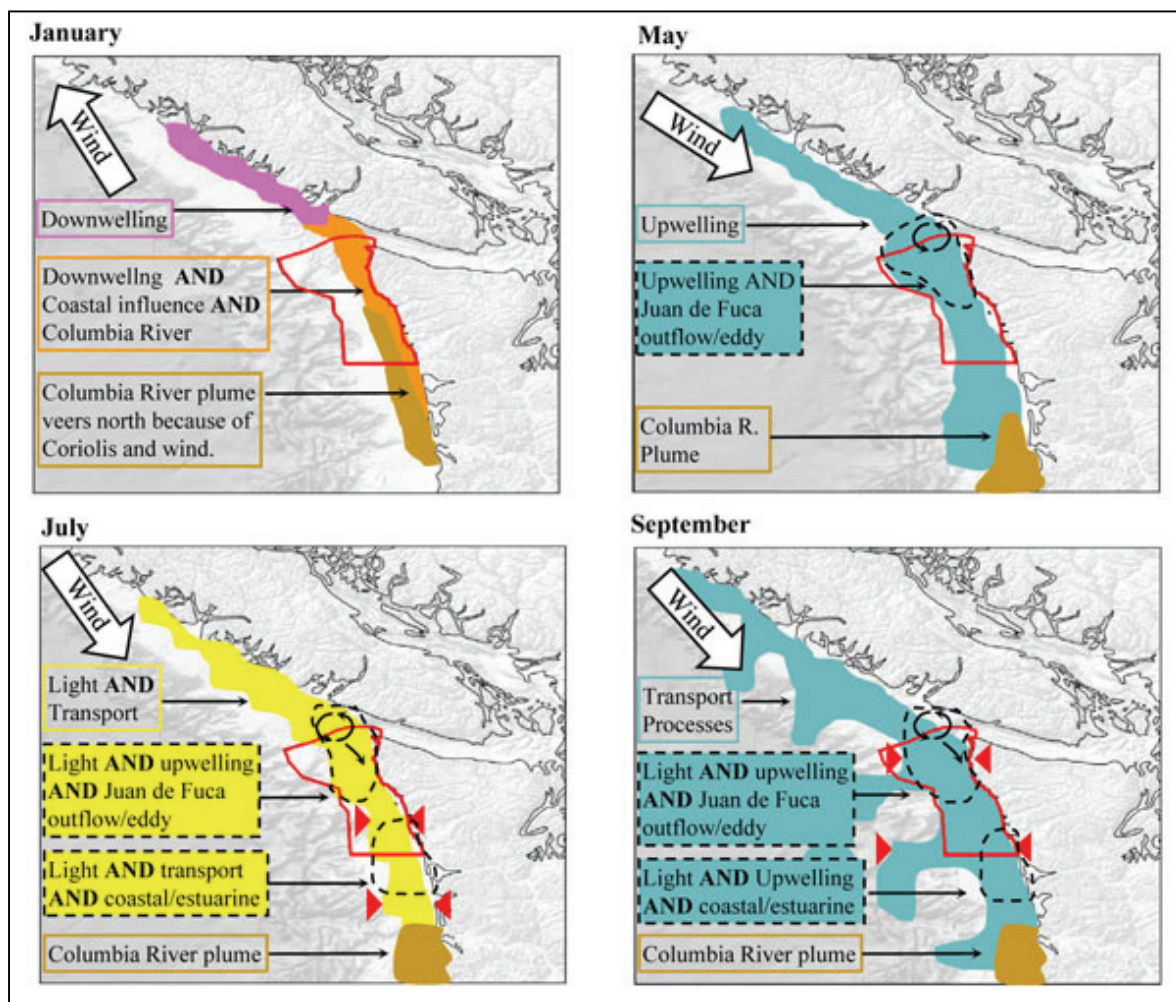 January
Wind
Downwelling
Downwellng AND
Coastal influence AND
Columbia River
Columbia River plume
veers north because of
Coriolis and wind.
May
Wind
Upwelling
Upwelling AND
Juan de Fuca
outflow/eddy
Columbia R.
Plume
July
Wind
Light AND
Transport
Light AND upwelling
AND Juan de Fuca
outflow/eddy
Light AND transport
AND coastal/estuarine
Columbia River plume
September
Wind
Transport
Processes
Light AND upwelling
AND Juan de Fuca
outflow/eddy
Light AND Upwelling
AND coastal/estuarine
Columbia River plume